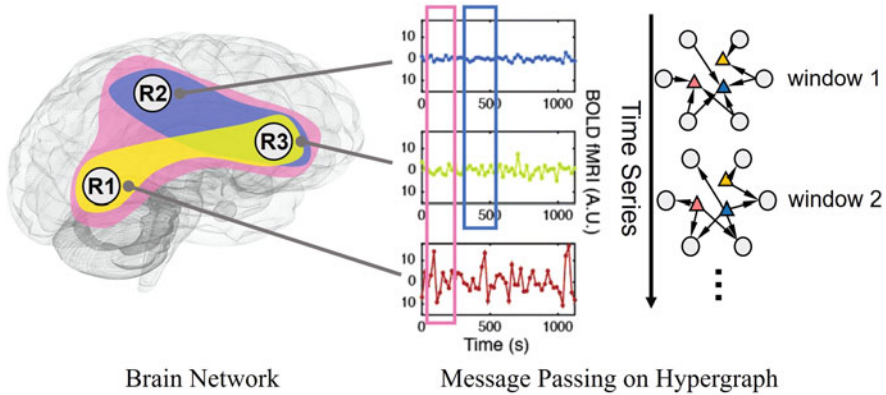 R2
R3
R1
10
0
10
0
500
1000
10
0
10
0
500
1000
10
0
10
0
500
1000
Time (s)
BOLD fMRI (A.U.)
Time Series
window 1
window 2
Brain Network
Message Passing on Hypergraph